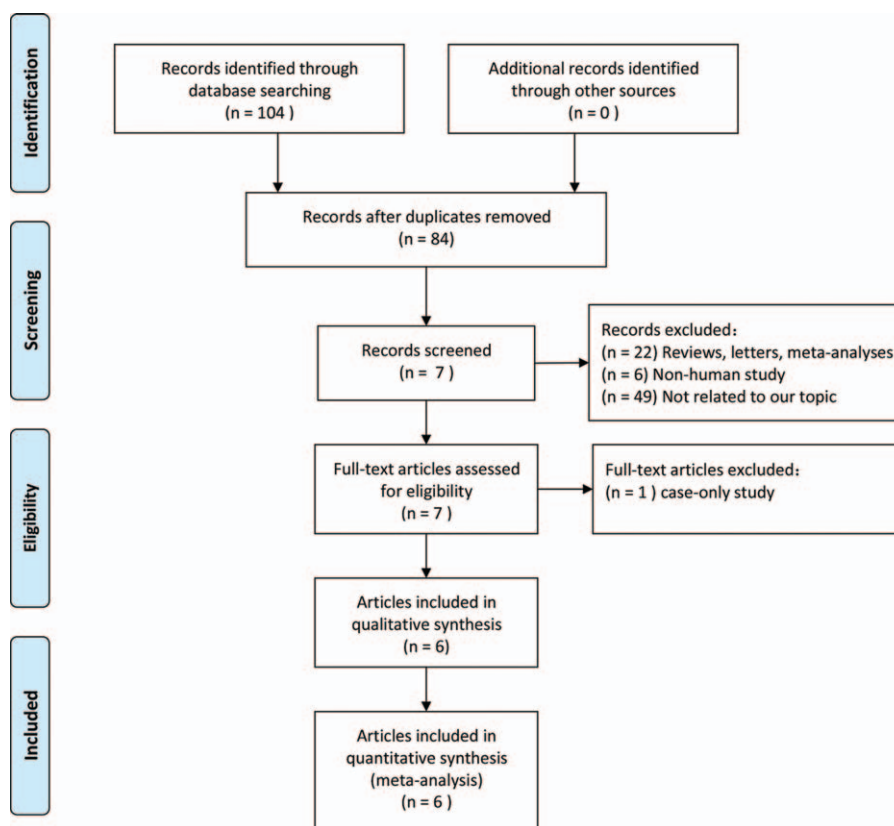 Identification
Records identified through
database searching
(n = 104 )
Additional records identified
through other sources
(n = 0 )
Records after duplicates removed
(n = 84)
Screening
Records screened
(n = 7 )
Records excluded：
(n = 22) Reviews, letters, meta-analyses
(n = 6) Non-human study
(n = 49) Not related to our topic
Eligibility
Full-text articles assessed
for eligibility
(n = 7 )
Full-text articles excluded：
(n = 1 ) case-only study
Articles included in
qualitative synthesis
(n = 6)
Included
Articles included in
quantitative synthesis
(meta-analysis)
(n = 6 )